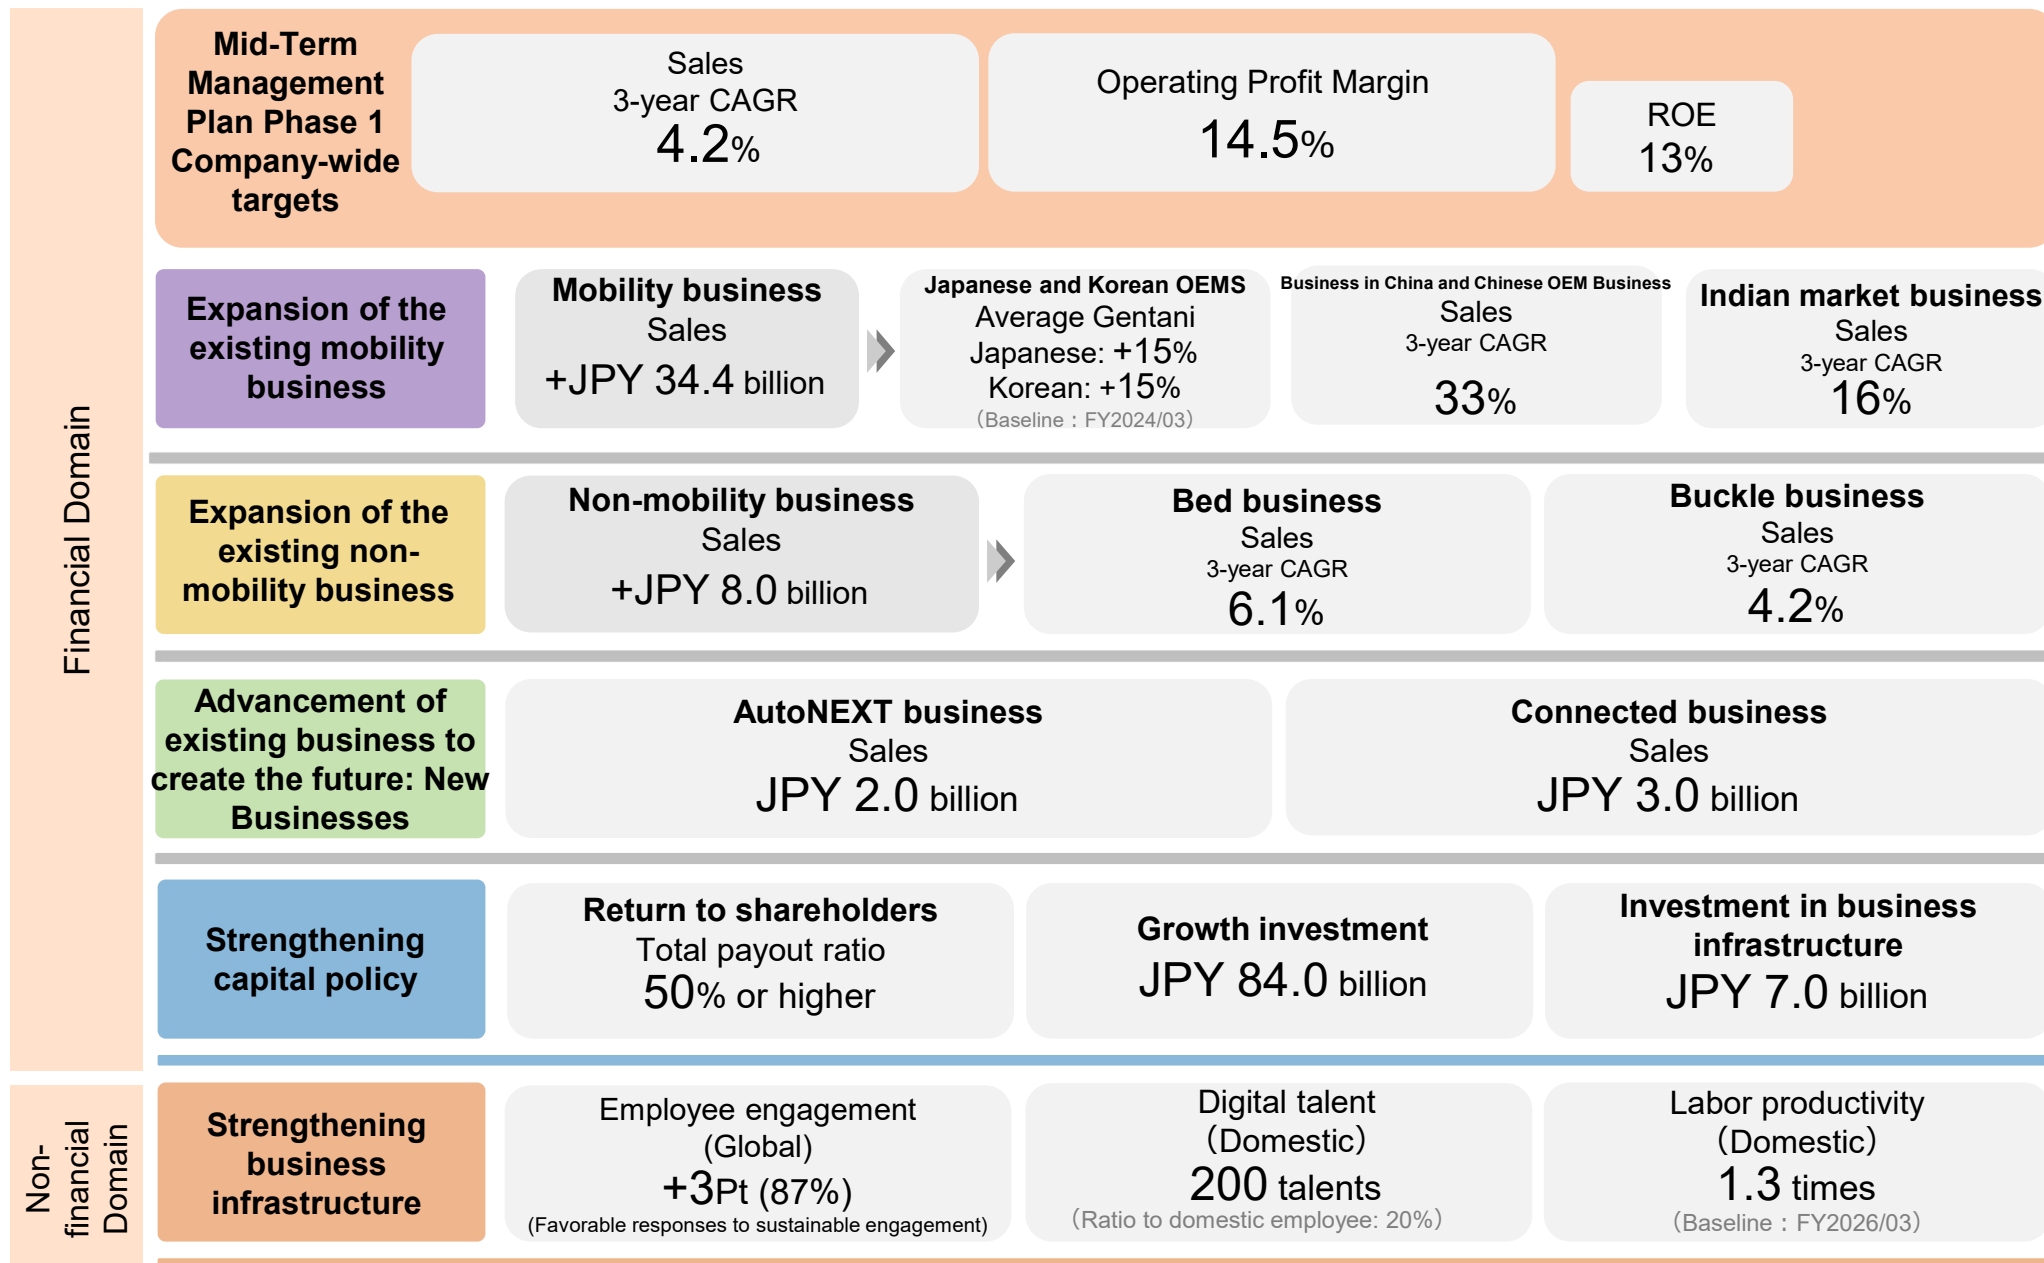 Financial Domain
Mid-Term
Management
Plan Phase 1
Company-wide
targets
Sales
3-year CAGR
4.2%
Operating Profit Margin
14.5%
ROE
13%
Expansion of the
existing mobility
business
Mobility business
Sales
+JPY 34.4 billion
Japanese and Korean OEMS
Average Gentani
Japanese: +15%
Korean: +15%
（Baseline：FY2024/03）
Business in China and Chinese OEM Business
Sales
3-year CAGR
33%
Indian market business
Sales
3-year CAGR
16%
Expansion of the
existing non-
mobility business
Non-mobility business
Sales
+JPY 8.0 billion
Bed business
Sales
3-year CAGR
6.1%
Buckle business
Sales
3-year CAGR
4.2%
Advancement of
existing business to
create the future: New
Businesses
AutoNEXT business
Sales
JPY 2.0 billion
Connected business
Sales
JPY 3.0 billion
Strengthening
capital policy
Return to shareholders
Total payout ratio
50% or higher
Growth investment
JPY 84.0 billion
Investment in business
infrastructure
JPY 7.0 billion
Non-
financial
Domain
Strengthening
business
infrastructure
Employee engagement
(Global)
+3Pt (87%)
(Favorable responses to sustainable engagement)
Digital talent
（Domestic）
200 talents
（Ratio to domestic employee: 20%）
Labor productivity
（Domestic）
1.3 times
（Baseline：FY2026/03）